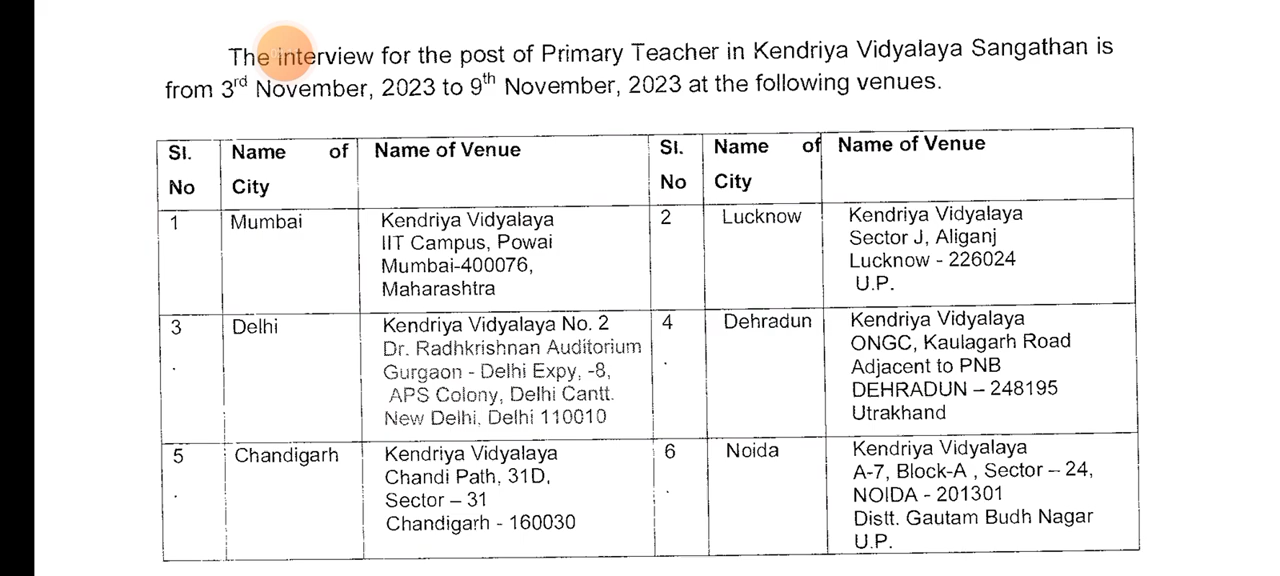 The interview for the post of Primary Teacher in Kendriya Vidyalaya Sangathan is
from 3rd November, 2023 to 9th November, 2023 at the following venues.
Sl. No
Name of City
Name of Venue
Sl. No
Name of City
Name of Venue
1
Mumbai
Kendriya Vidyalaya
IIT Campus, Powai
Mumbai-400076,
Maharashtra
2
Lucknow
Kendriya Vidyalaya
Sector J, Aliganj
Lucknow - 226024
U.P.
3
Delhi
Kendriya Vidyalaya No. 2
Dr. Radhkrishnan Auditorium
Gurgaon - Delhi Expy, -8,
APS Colony, Delhi Cantt.
New Delhi, Delhi 110010
4
Dehradun
Kendriya Vidyalaya
ONGC, Kaulagarh Road
Adjacent to PNB
DEHRADUN – 248195
Utrakhand
5
Chandigarh
Kendriya Vidyalaya
Chandi Path, 31D,
Sector – 31
Chandigarh - 160030
6
Noida
Kendriya Vidyalaya
A-7, Block-A , Sector – 24,
NOIDA - 201301
Distt. Gautam Budh Nagar
U.P.